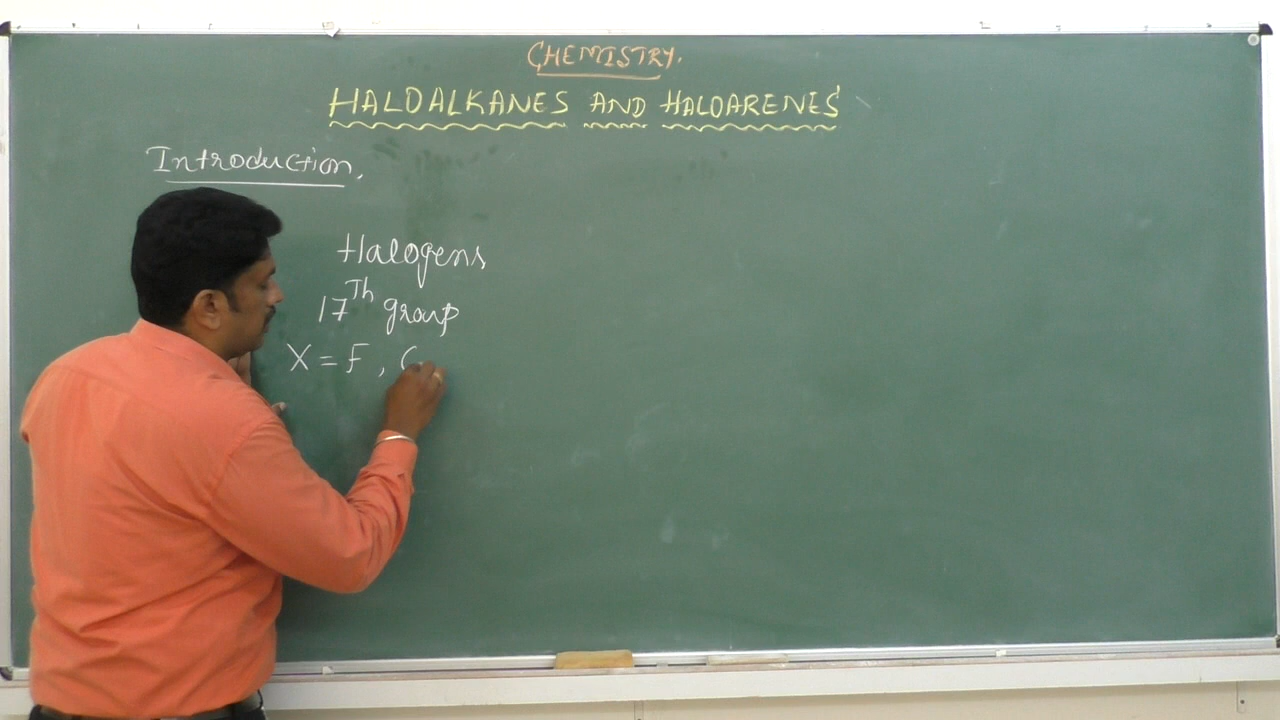 CHEMISTRY.
HALOALKANES AND HALOARENES
Introduction.
Halogens
17Th group
X = F, C